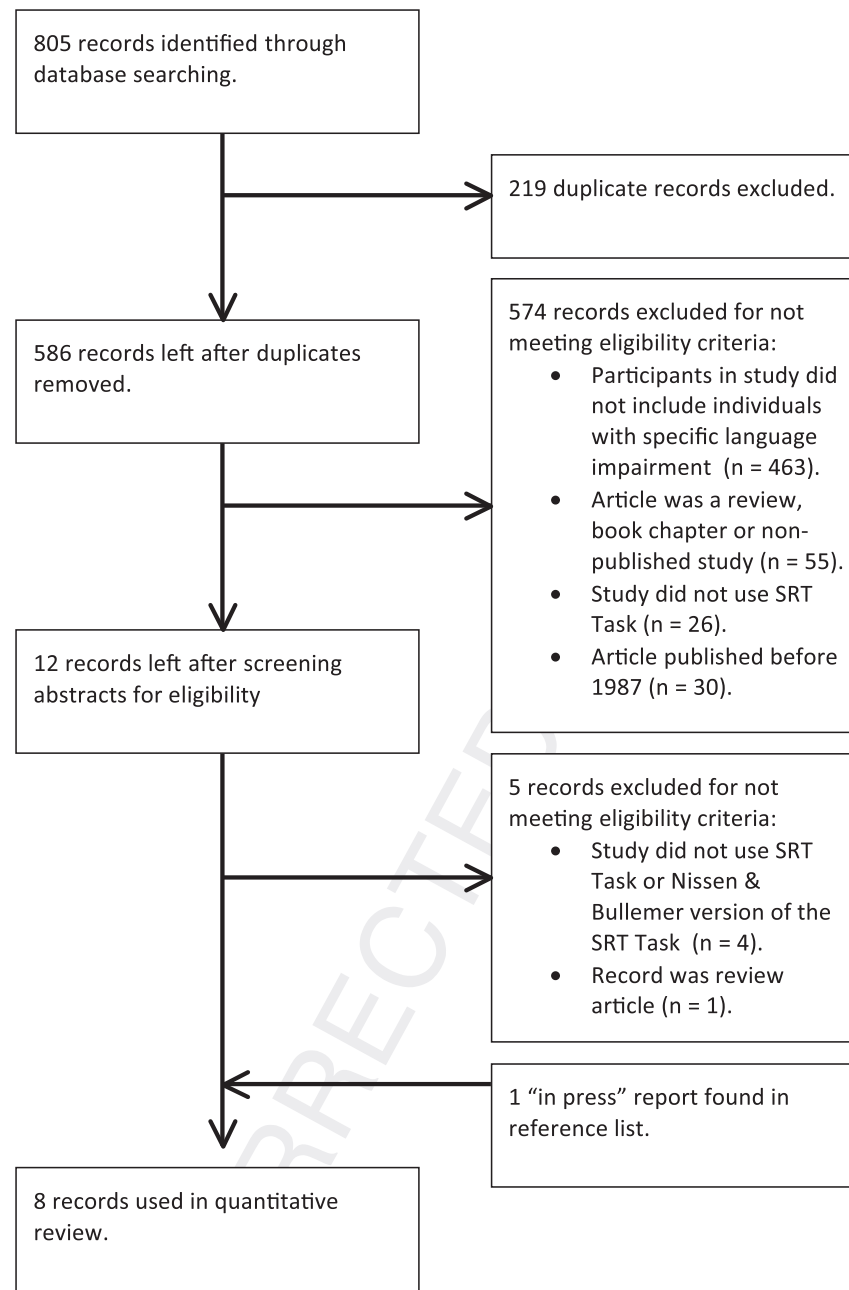 805 records identified through
database searching.
219 duplicate records excluded.
586 records left after duplicates
removed.
574 records excluded for not
meeting eligibility criteria:
• Participants in study did
not include individuals
with specific language
impairment (n = 463).
• Article was a review,
book chapter or non-
published study (n = 55).
• Study did not use SRT
Task (n = 26).
• Article published before
1987 (n = 30).
12 records left after screening
abstracts for eligibility
5 records excluded for not
meeting eligibility criteria:
• Study did not use SRT
Task or Nissen &
Bullemer version of the
SRT Task (n = 4).
• Record was review
article (n = 1).
1 “in press” report found in
reference list.
8 records used in quantitative
review.
RRECTED